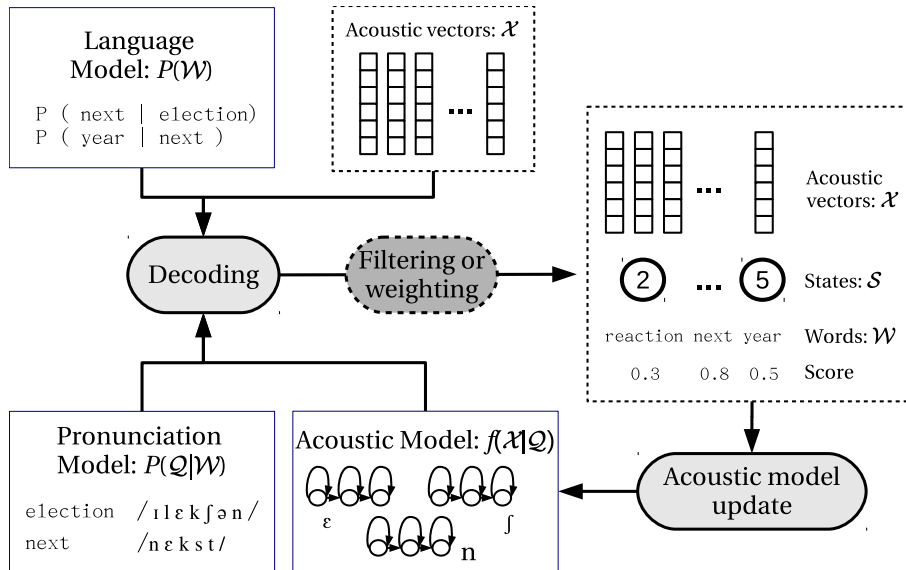 Language
Model: P(𝒲)
P ( next | election)
P ( year | next )
Acoustic vectors: 𝒳
...
Decoding
Filtering or
weighting
...
Acoustic
vectors: 𝒳
2 ... 5
States: 𝒮
reaction next year
Words: 𝒲
0.3 0.8 0.5
Score
Pronunciation
Model: P(𝒬|𝒲)
election /ɪlɛkʃən/
next /nɛkst/
Acoustic Model: f(𝒳|𝒬)
ε ʃ
n
Acoustic model
update